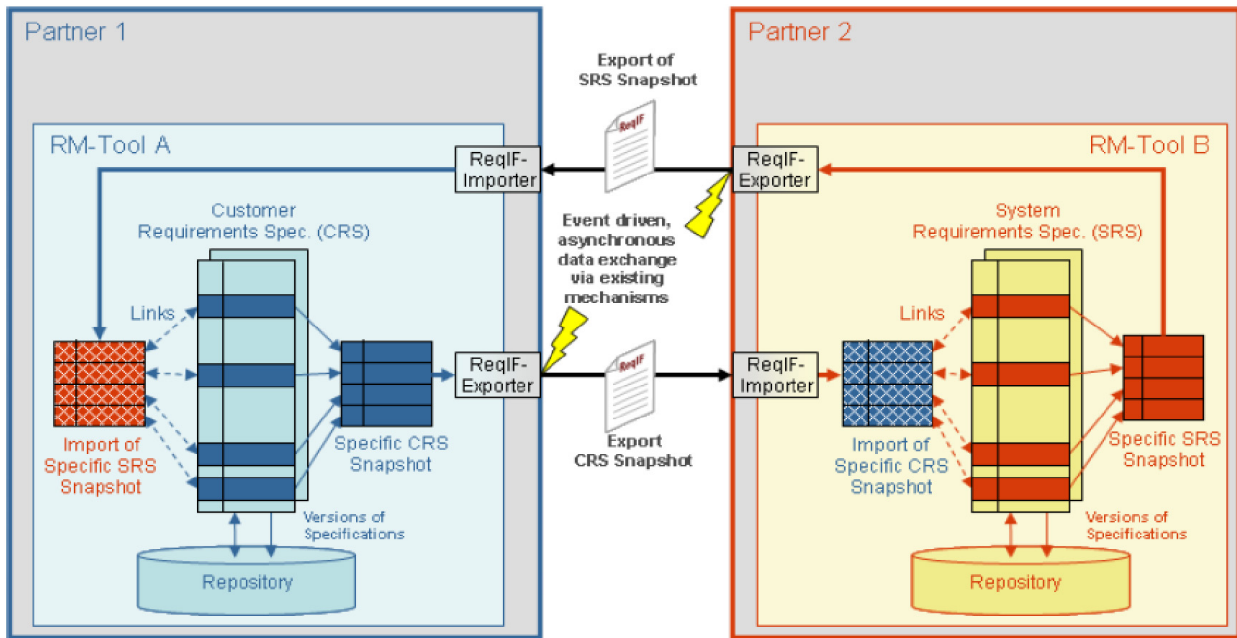 Partner 1
Partner 2
Export of
SRS Snapshot
ReqIF
RM-Tool A
RM-Tool B
ReqIF-
Importer
ReqIF-
Exporter
Customer
Requirements Spec. (CRS)
Event driven,
asynchronous
data exchange
via existing
mechanisms
System
Requirements Spec. (SRS)
Links
Links
ReqIF-
Exporter
ReqIF
ReqIF-
Importer
Import of
Specific SRS
Snapshot
Specific CRS
Snapshot
Export
CRS Snapshot
Import of
Specific CRS
Snapshot
Specific SRS
Snapshot
Versions of
Specifications
Versions of
Specifications
Repository
Repository